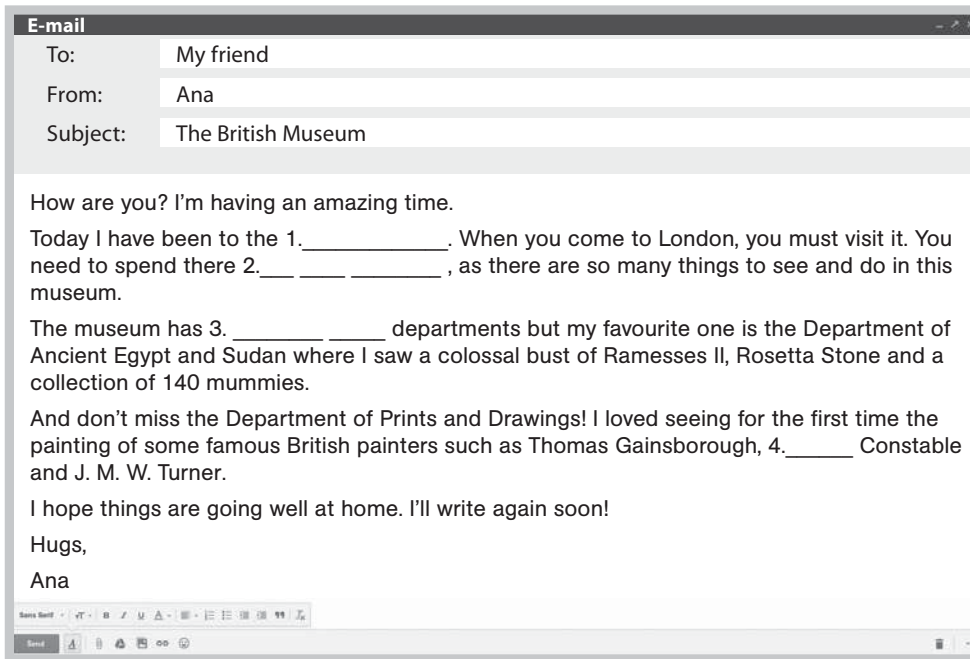 E-mail
To: My friend
From: Ana
Subject: The British Museum
How are you? I'm having an amazing time.
Today I have been to the 1._____________. When you come to London, you must visit it. You
need to spend there 2.___ ____ ________ , as there are so many things to see and do in this
museum.
The museum has 3. ________ _____ departments but my favourite one is the Department of
Ancient Egypt and Sudan where I saw a colossal bust of Ramesses II, Rosetta Stone and a
collection of 140 mummies.
And don't miss the Department of Prints and Drawings! I loved seeing for the first time the
painting of some famous British painters such as Thomas Gainsborough, 4.______ Constable
and J. M. W. Turner.
I hope things are going well at home. I'll write again soon!
Hugs,
Ana
Sans Serif
Send